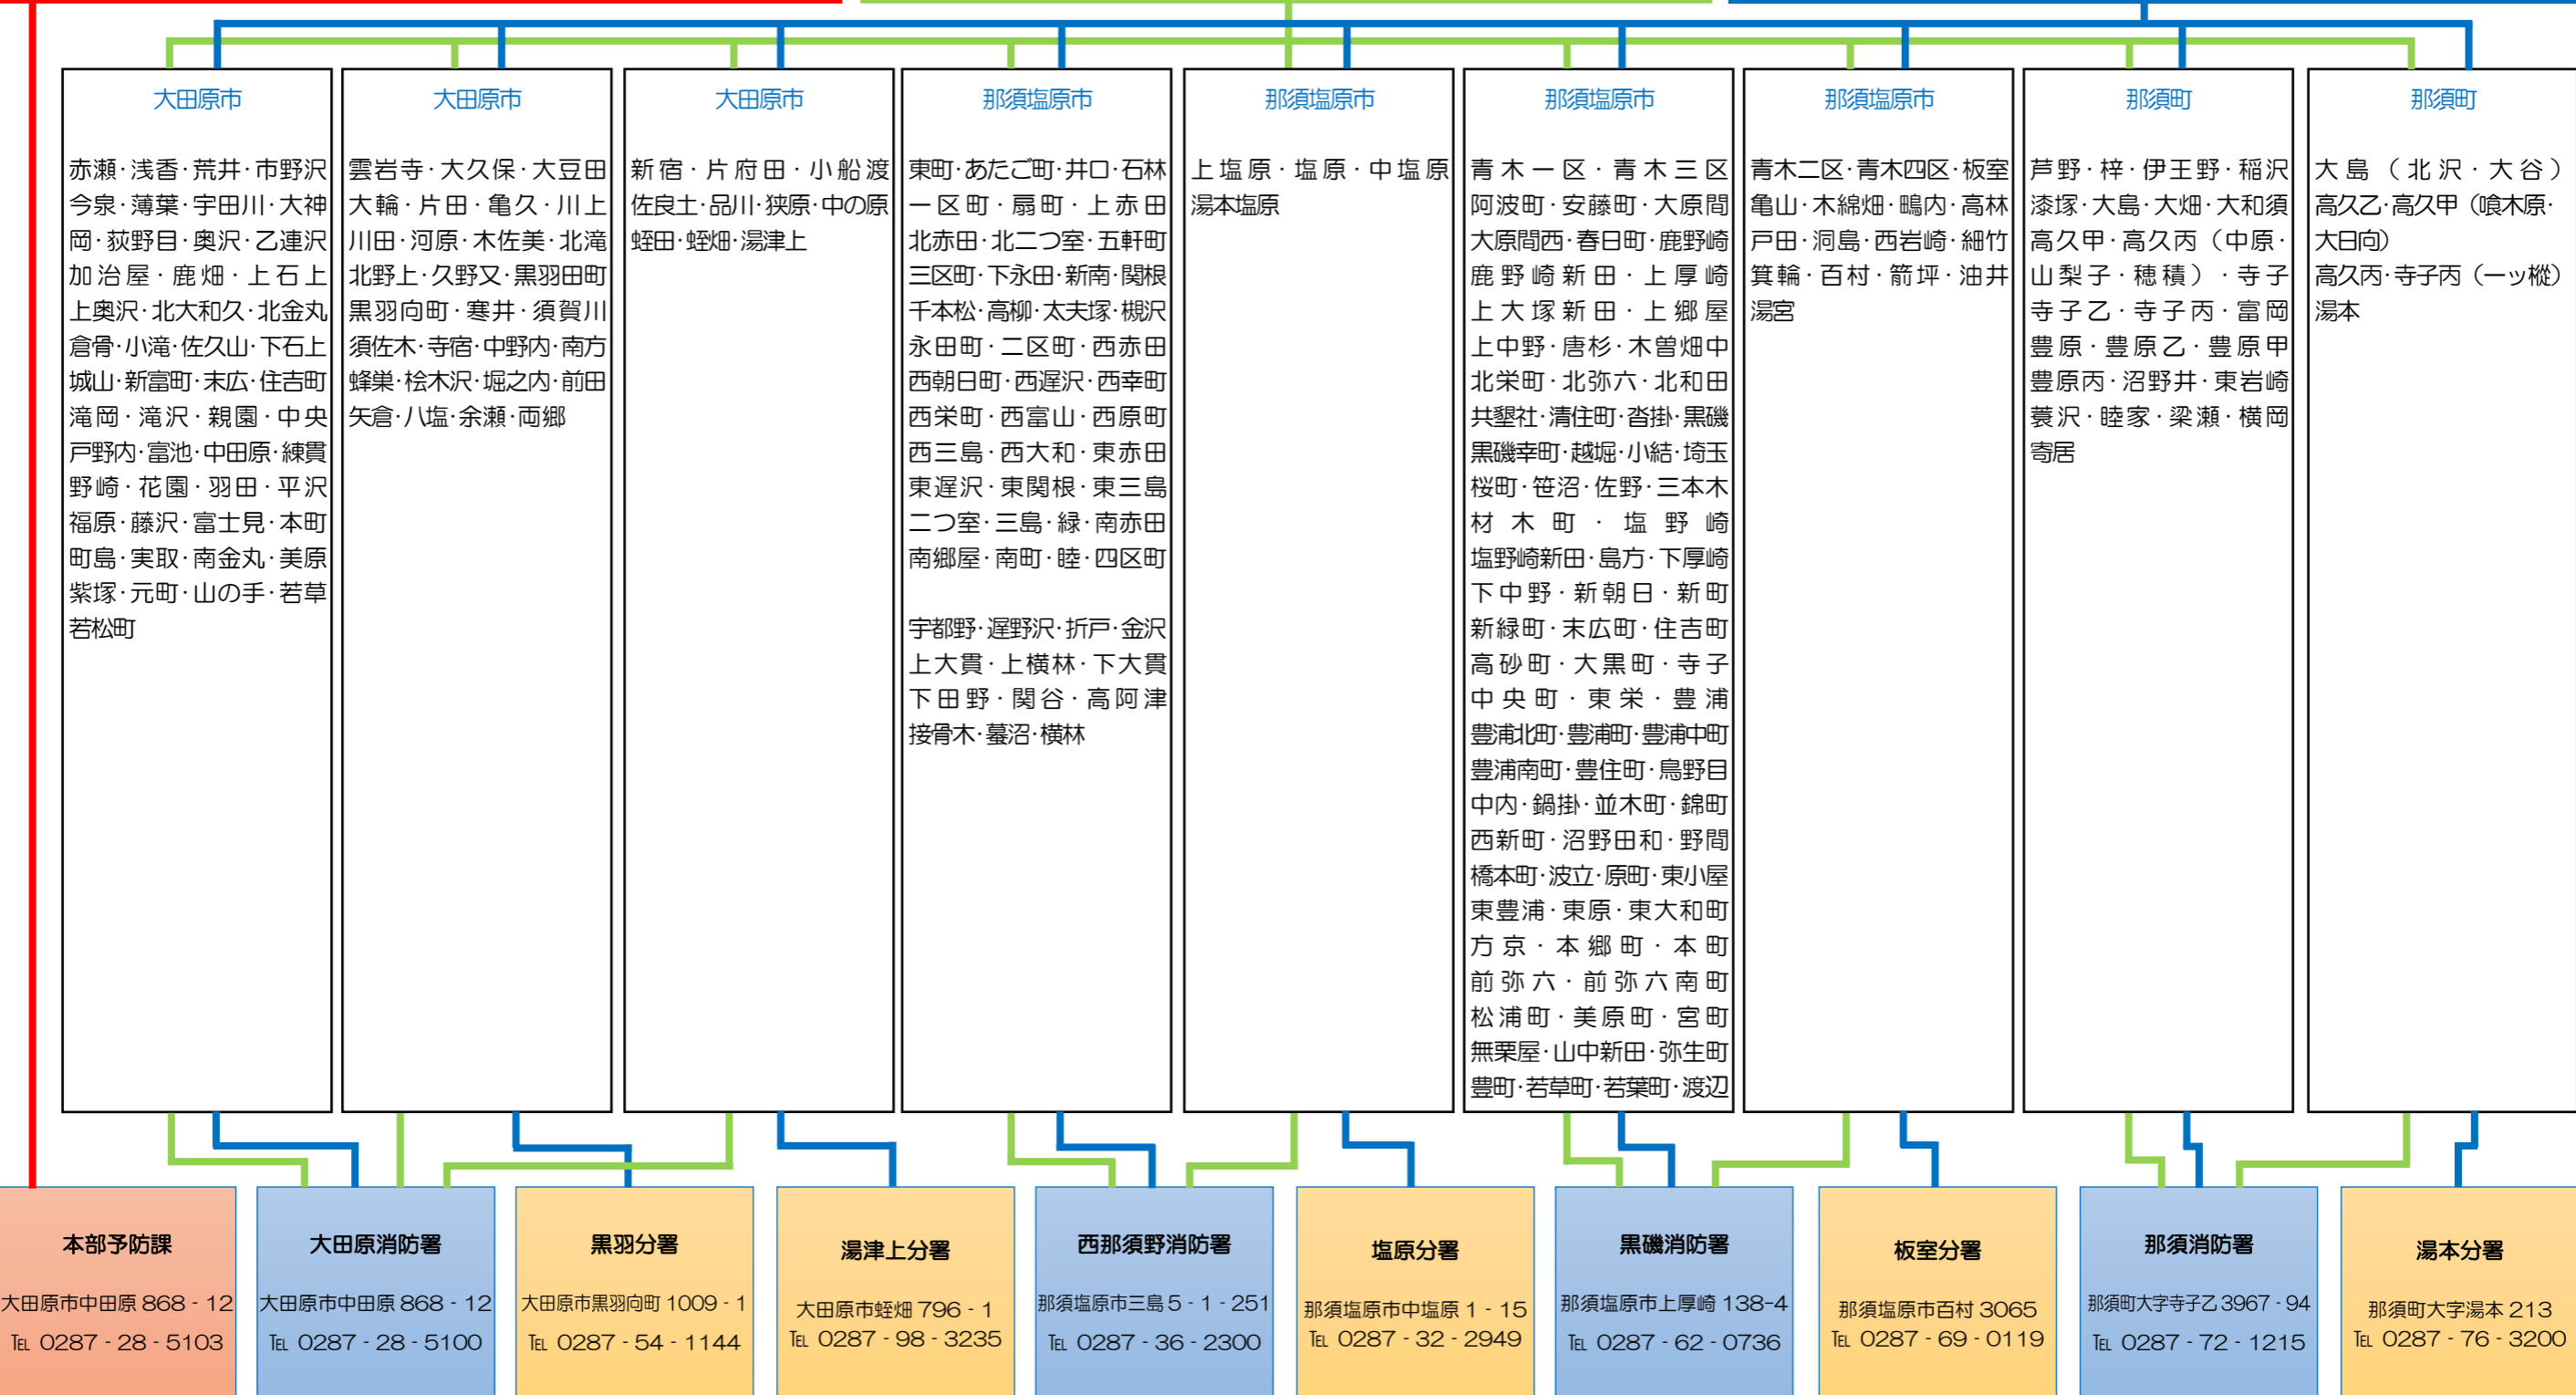 大田原市
赤瀬・浅香・荒井・市野沢
今泉・薄葉・宇田川・大神
岡・荻野目・奥沢・乙連沢
加治屋・鹿畑・上石上
上奥沢・北大和久・北金丸
倉骨・小滝・佐久山・下石上
城山・新富町・末広・住吉町
滝岡・滝沢・親園・中央
戸野内・富池・中田原・練貫
野崎・花園・羽田・平沢
福原・藤沢・富士見・本町
町島・実取・南金丸・美原
紫塚・元町・山の手・若草
若松町
大田原市
雲岩寺・大久保・大豆田
大輪・片田・亀久・川上
川田・河原・木佐美・北滝
北野上・久野又・黒羽田町
黒羽向町・寒井・須賀川
須佐木・寺宿・中野内・南方
蜂巣・桧木沢・堀之内・前田
矢倉・八塩・余瀬・両郷
大田原市
新宿・片府田・小船渡
佐良土・品川・狭原・中の原
蛭田・蛭畑・湯津上
那須塩原市
東町・あたご町・井口・石林
一区町・扇町・上赤田
北赤田・北二つ室・五軒町
三区町・下永田・新南・関根
千本松・高柳・太夫塚・槻沢
永田町・二区町・西赤田
西朝日町・西遅沢・西幸町
西栄町・西富山・西原町
西三島・西大和・東赤田
東遅沢・東関根・東三島
二つ室・三島・緑・南赤田
南郷屋・南町・睦・四区町
宇都野・遅野沢・折戸・金沢
上大貫・上横林・下大貫
下田野・関谷・高阿津
接骨木・蟇沼・横林
那須塩原市
上塩原・塩原・中塩原
湯本塩原
那須塩原市
青木一区・青木三区
阿波町・安藤町・大原間
大原間西・春日町・鹿野崎
鹿野崎新田・上厚崎
上大塚新田・上郷屋
上中野・唐杉・木曽畑中
北栄町・北弥六・北和田
共墾社・清住町・沓掛・黒磯
黒磯幸町・越堀・小結・埼玉
桜町・笹沼・佐野・三本木
材木町・塩野崎
塩野崎新田・島方・下厚崎
下中野・新朝日・新町
新緑町・末広町・住吉町
高砂町・大黒町・寺子
中央町・東栄・豊浦
豊浦北町・豊浦町・豊浦中町
豊浦南町・豊住町・鳥野目
中内・鍋掛・並木町・錦町
西新町・沼野田和・野間
橋本町・波立・原町・東小屋
東豊浦・東原・東大和町
方京・本郷町・本町
前弥六・前弥六南町
松浦町・美原町・宮町
無栗屋・山中新田・弥生町
豊町・若草町・若葉町・渡辺
那須塩原市
青木二区・青木四区・板室
亀山・木綿畑・鴫内・高林
戸田・洞島・西岩崎・細竹
箕輪・百村・箭坪・油井
湯宮
那須町
芦野・梓・伊王野・稲沢
漆塚・大島・大畑・大和須
高久甲・高久丙（中原・
山梨子・穂積）・寺子
寺子乙・寺子丙・富岡
豊原・豊原乙・豊原甲
豊原丙・沼野井・東岩崎
蓑沢・睦家・梁瀬・横岡
寄居
那須町
大島（北沢・大谷）
高久乙・高久甲（喰木原・
大日向）
高久丙・寺子丙（一ッ樅）
湯本
本部予防課
大田原市中田原 868 - 12
℡ 0287 - 28 - 5103
大田原消防署
大田原市中田原 868 - 12
℡ 0287 - 28 - 5100
黒羽分署
大田原市黒羽向町 1009 - 1
℡ 0287 - 54 - 1144
湯津上分署
大田原市蛭畑 796 - 1
℡ 0287 - 98 - 3235
西那須野消防署
那須塩原市三島 5 - 1 - 251
℡ 0287 - 36 - 2300
塩原分署
那須塩原市中塩原 1 - 15
℡ 0287 - 32 - 2949
黒磯消防署
那須塩原市上厚崎 138-4
℡ 0287 - 62 - 0736
板室分署
那須塩原市百村 3065
℡ 0287 - 69 - 0119
那須消防署
那須町大字寺子乙 3967 - 94
℡ 0287 - 72 - 1215
湯本分署
那須町大字湯本 213
℡ 0287 - 76 - 3200